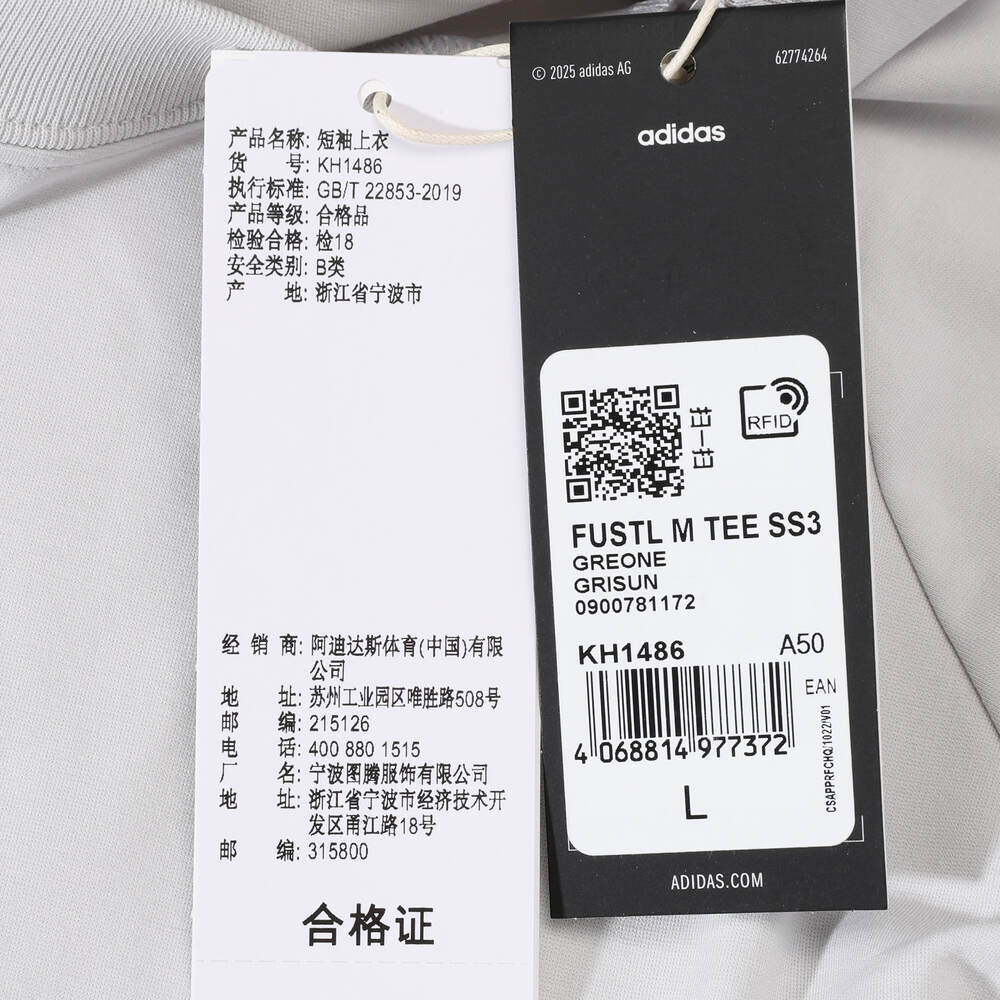 产品名称: 短袖上衣
货 号: KH1486
执行标准: GB/T 22853-2019
产品等级: 合格品
检验合格: 检18
安全类别: B类
产 地: 浙江省宁波市
经 销 商: 阿迪达斯体育(中国)有限
公司
地 址: 苏州工业园区唯胜路508号
邮 编: 215126
电 话: 400 880 1515
厂 名: 宁波图腾服饰有限公司
地 址: 浙江省宁波市经济技术开
发区甬江路18号
邮 编: 315800
合格证
© 2025 adidas AG
62774264
adidas
扫一扫
RFID
FUSTL M TEE SS3
GREONE
GRISUN
0900781172
KH1486 A50
EAN
4 068814 977372
CSAPPRFCHQ/1022/V01
L
ADIDAS.COM